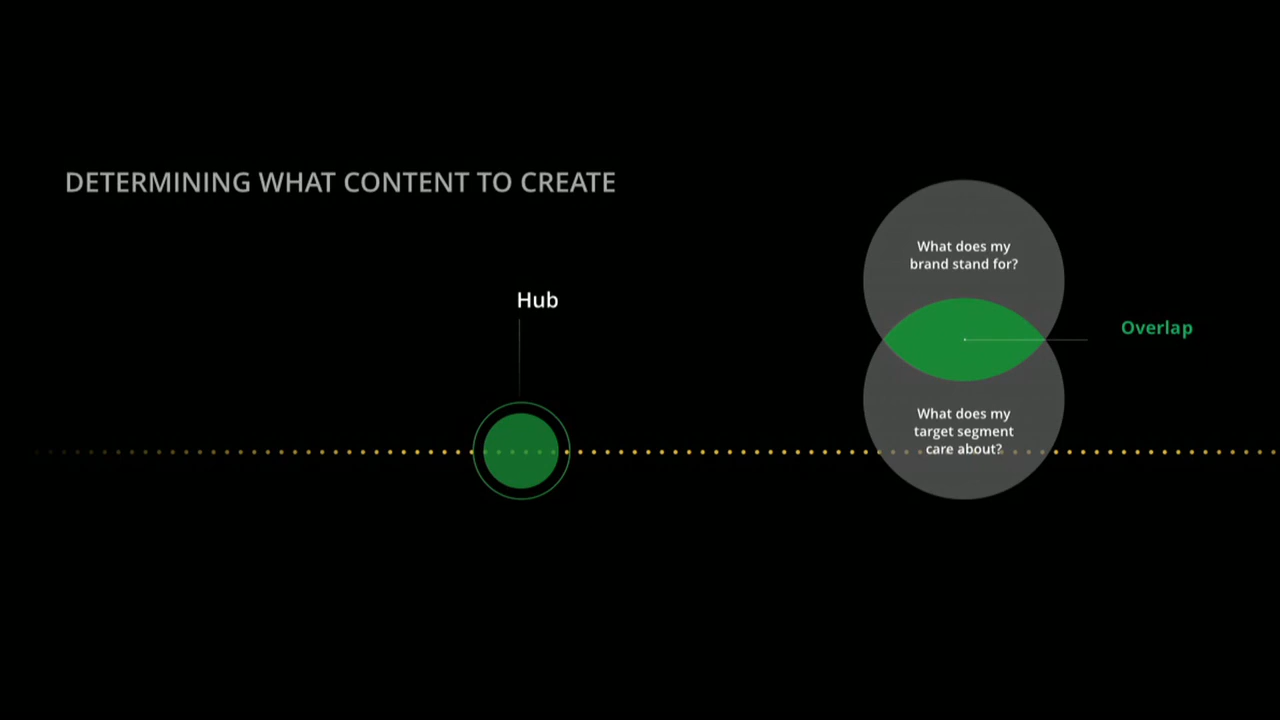 DETERMINING WHAT CONTENT TO CREATE
Hub
What does my
brand stand for?
Overlap
What does my
target segment
care about?